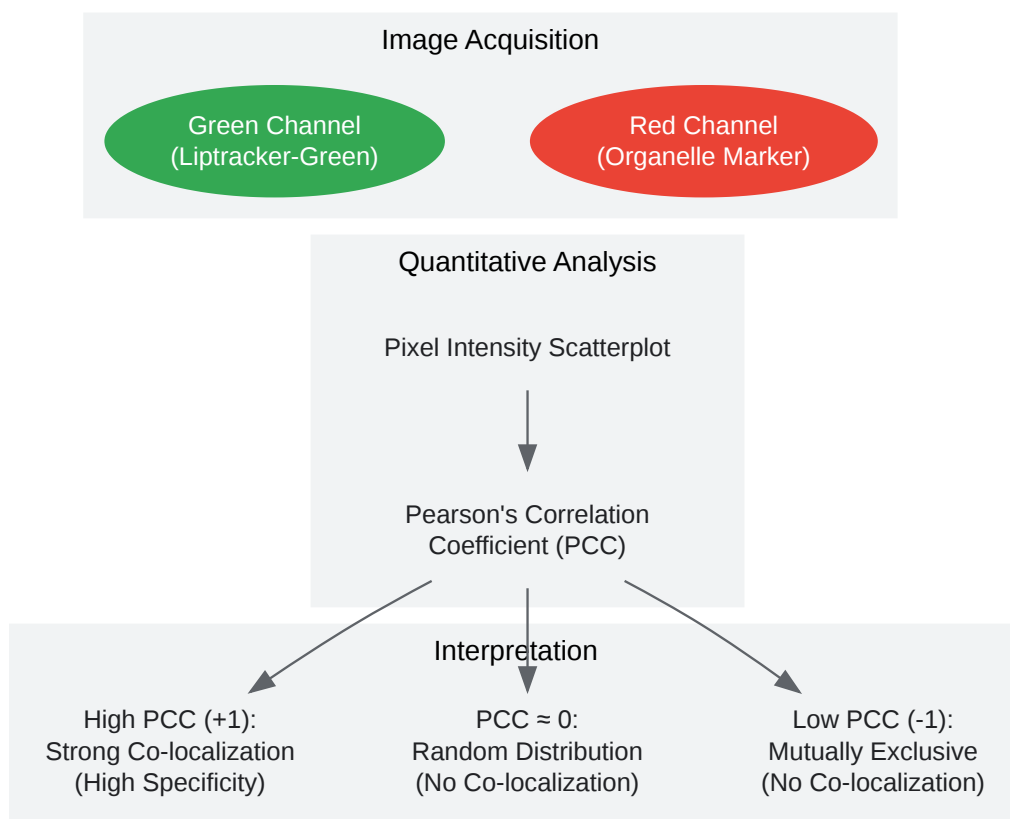 Image Acquisition
Green Channel
(Liptracker-Green)
Red Channel
(Organelle Marker)
Quantitative Analysis
Pixel Intensity Scatterplot
Pearson's Correlation
Coefficient (PCC)
Interpretation
High PCC (+1):
Strong Co-localization
(High Specificity)
PCC ≈ 0:
Random Distribution
(No Co-localization)
Low PCC (-1):
Mutually Exclusive
(No Co-localization)